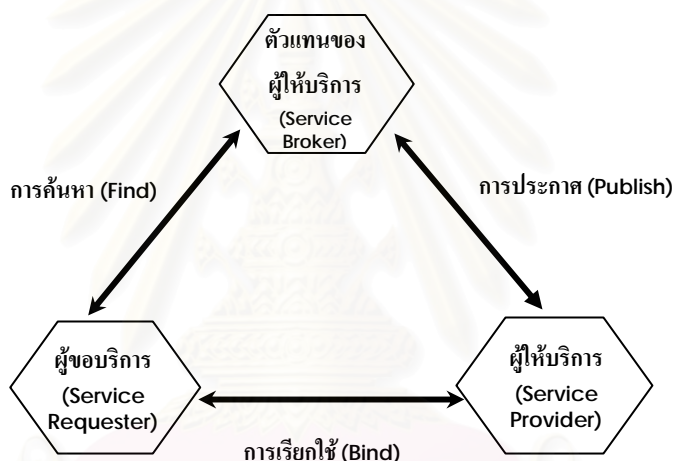 ตัวแทนของ
ผู้ให้บริการ
(Service
Broker)
การค้นหา (Find)
การประกาศ (Publish)
ผู้ขอบริการ
(Service
Requester)
ผู้ให้บริการ
(Service
Provider)
การเรียกใช้ (Bind)